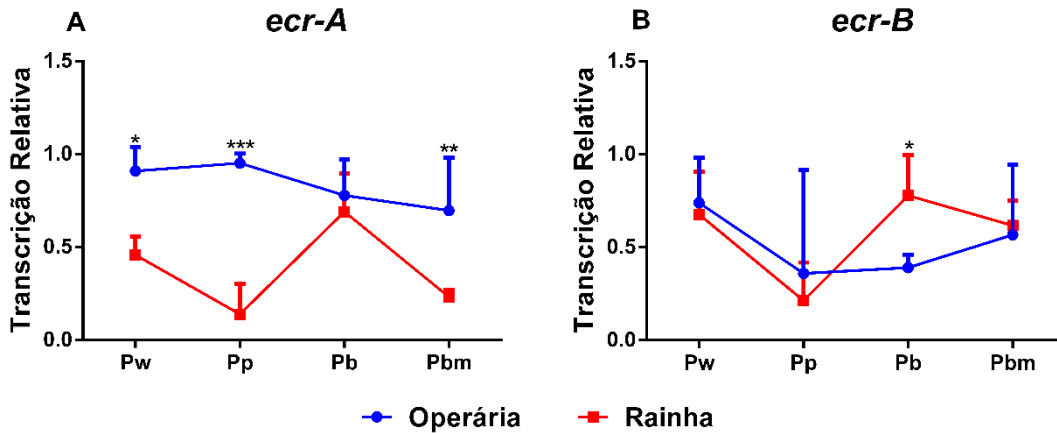 A
ecr-A
Transcrição Relativa
1.5
1.0
0.5
0.0
*
***
**
Pw
Pp
Pb
Pbm
B
ecr-B
Transcrição Relativa
1.5
1.0
0.5
0.0
*
Pw
Pp
Pb
Pbm
Operária
Rainha